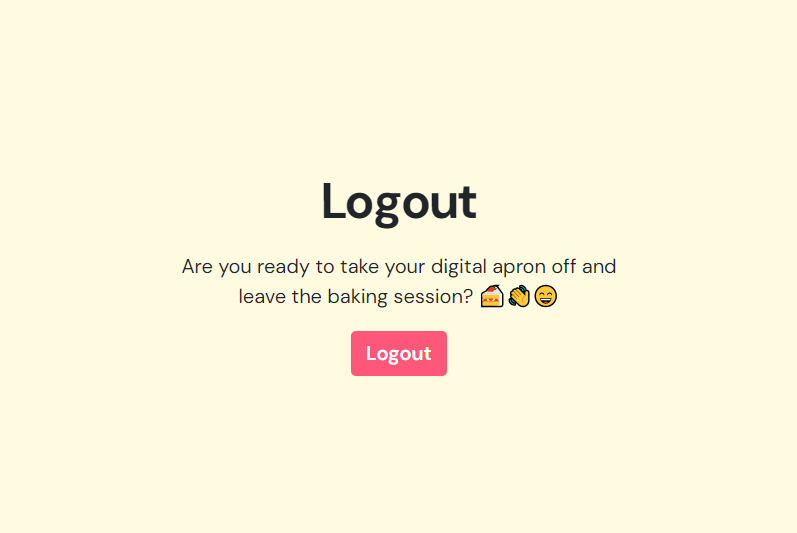 Logout
Are you ready to take your digital apron off and
leave the baking session? 🍰👏😄
Logout